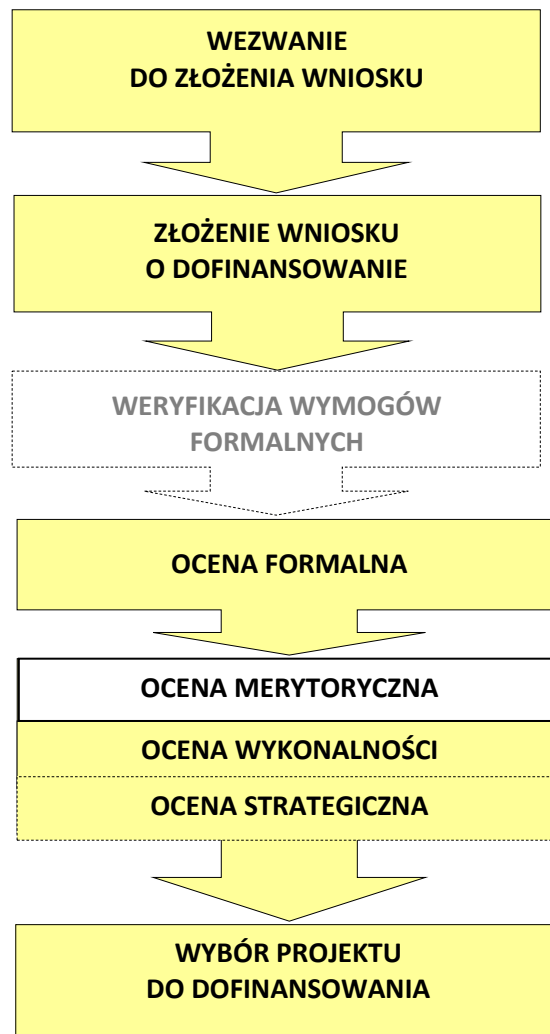 WEZWANIE
DO ZŁOŻENIA WNIOSKU
ZŁOŻENIE WNIOSKU
O DOFINANSOWANIE
WERYFIKACJA WYMOGÓW
FORMALNYCH
OCENA FORMALNA
OCENA MERYTORYCZNA
OCENA WYKONALNOŚCI
OCENA STRATEGICZNA
WYBÓR PROJEKTU
DO DOFINANSOWANIA